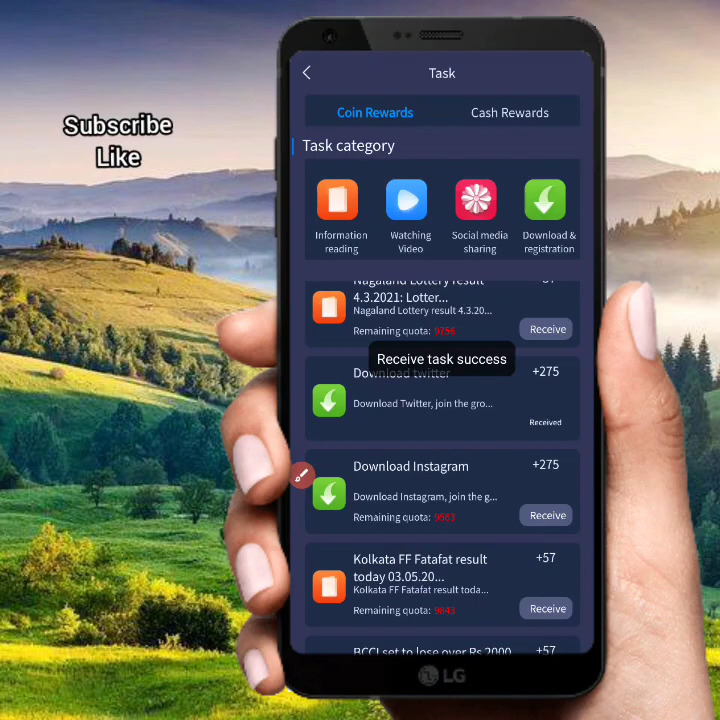 Subscribe
Like
Task
Coin Rewards
Cash Rewards
Task category
Information
reading
Watching
Video
Social media
sharing
Download &
registration
Nagaland Lottery result
4.3.2021: Lotter...
Nagaland Lottery result 4.3.20...
Remaining quota: 9756
Receive
Receive task success
Download twitter
+275
Download Twitter, join the gro...
Received
Download Instagram
+275
Download Instagram, join the g...
Remaining quota:
Receive
Kolkata FF Fatafat result
today 03.05.20...
+57
Kolkata FF Fatafat result toda...
Remaining quota: 9843
Receive
BCCI set to lose over Rs 2000
+57
LG